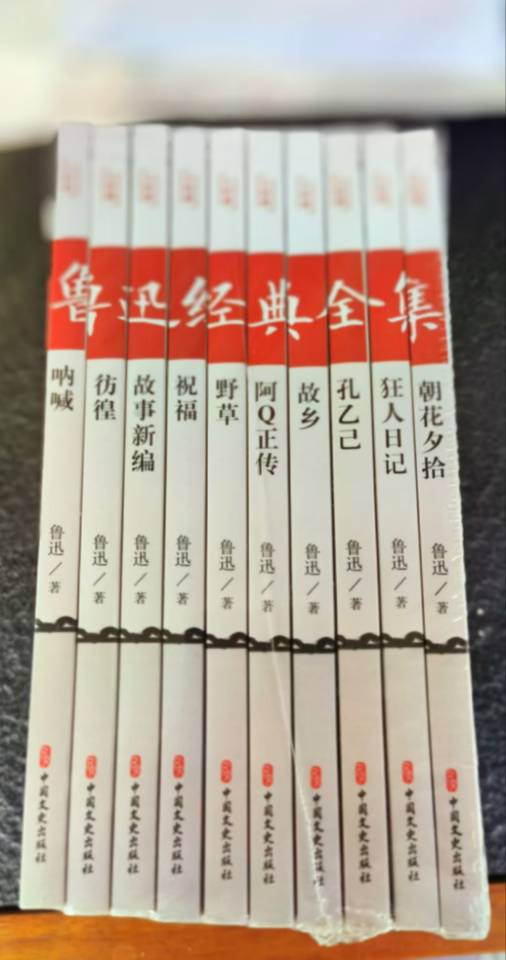 鲁迅经典全集
呐喊
鲁迅/著
中国文史出版社
彷徨
鲁迅/著
中国文史出版社
故事新编
鲁迅/著
中国文史出版社
祝福
鲁迅/著
中国文史出版社
野草
鲁迅/著
中国文史出版社
阿Q正传
鲁迅/著
中国文史出版社
故乡
鲁迅/著
中国文史出版社
孔乙己
鲁迅/著
中国文史出版社
狂人日记
鲁迅/著
中国文史出版社
朝花夕拾
鲁迅/著
中国文史出版社